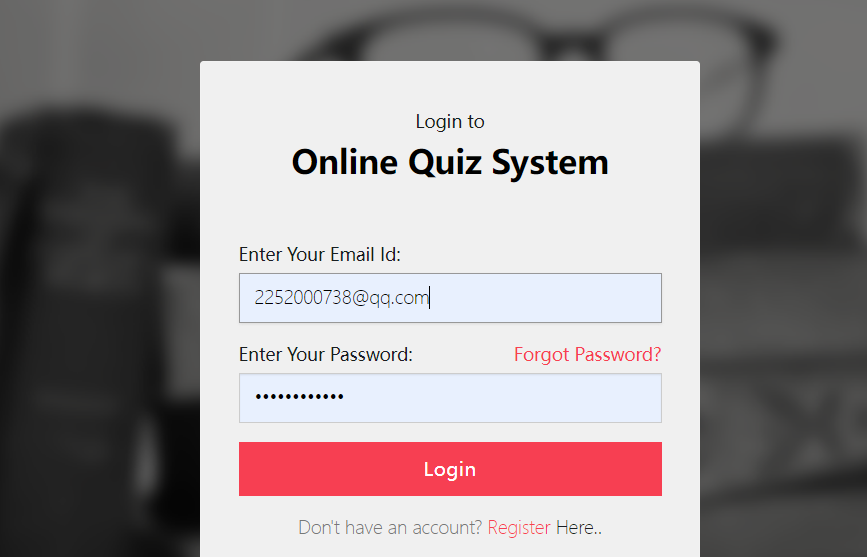 Login to
Online Quiz System
Enter Your Email Id:
2252000738@qq.com
Enter Your Password: Forgot Password?
••••••••••••
Login
Don't have an account? Register Here..